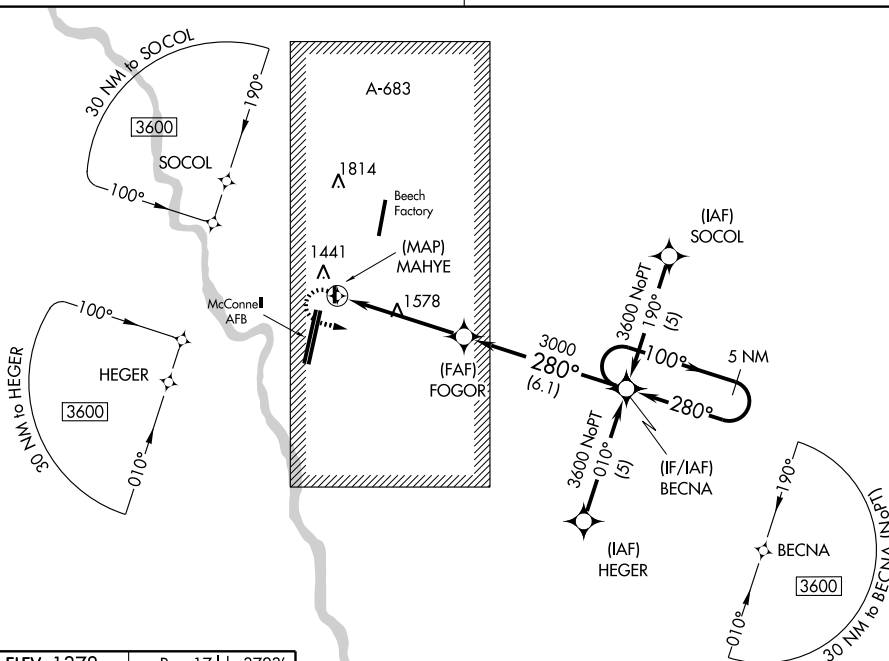 30 NM to SOCOL
3600
190°
SOCOL
100°
A-683
1814
Beech
Factory
1441
(MAP)
MAHYE
McConnell
AFB
1578
(FAF)
FOGOR
(IAF)
SOCOL
3600 NoPT
190°
(5)
3000
280°
(6.1)
100°
5 NM
280°
3600 NoPT
010°
(5)
(IF/IAF)
BECNA
(IAF)
HEGER
100°
HEGER
3600
010°
30 NM to HEGER
190°
BECNA
3600
010°
30 NM to BECNA (NoPT)
ELEV 1378